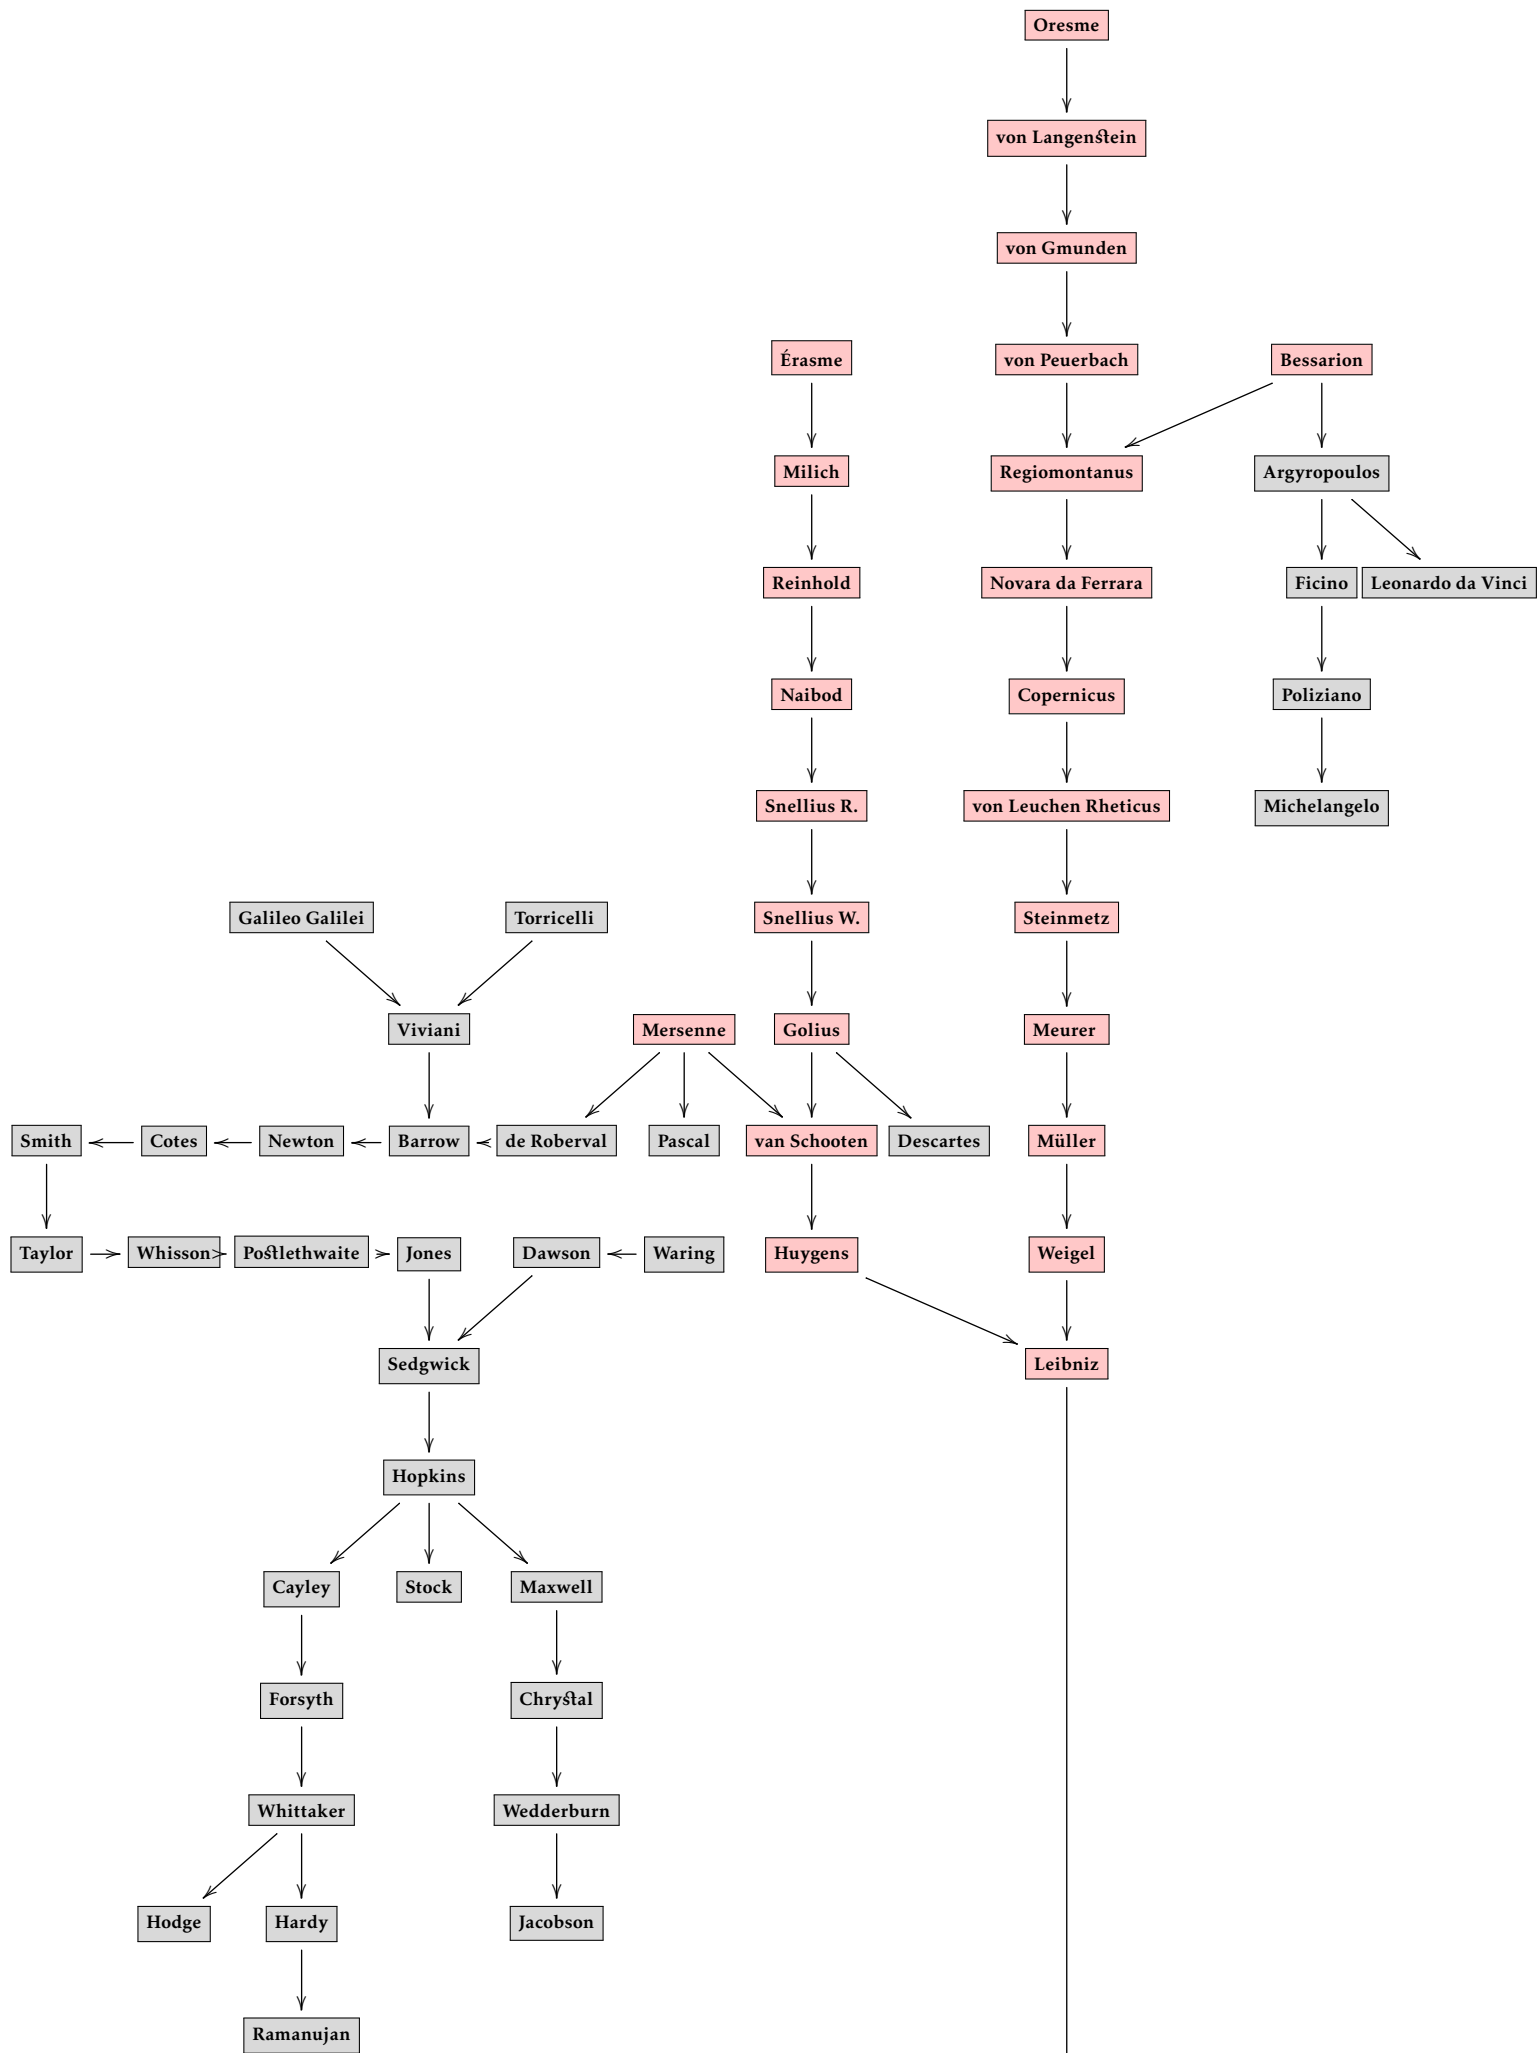 Oresme
von Langenstein
von Gmunden
Érasme
von Peuerbach
Bessarion
Milich
Regiomontanus
Argyropoulos
Reinhold
Novara da Ferrara
Ficino
Leonardo da Vinci
Naibod
Copernicus
Poliziano
Snellius R.
von Leuchen Rheticus
Michelangelo
Galileo Galilei
Torricelli
Snellius W.
Steinmetz
Viviani
Mersenne
Golius
Meurer
Smith
Cotes
Newton
Barrow
de Roberval
Pascal
van Schooten
Descartes
Müller
Taylor
Whisson
Postlethwaite
Jones
Dawson
Waring
Huygens
Weigel
Sedgwick
Leibniz
Hopkins
Cayley
Stock
Maxwell
Forsyth
Chrystal
Whittaker
Wedderburn
Hodge
Hardy
Jacobson
Ramanujan